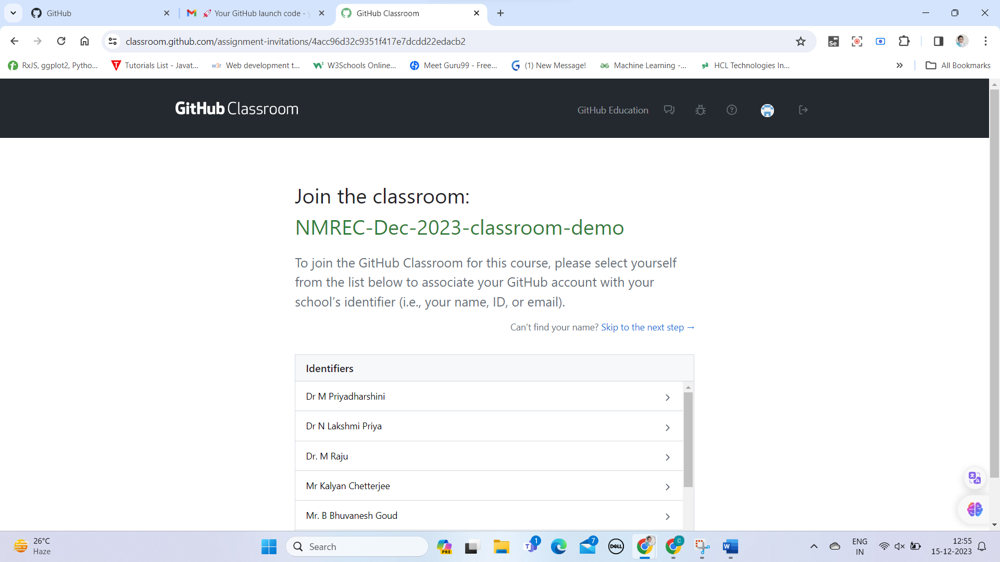 GitHub
🚀 Your GitHub launch code - y
GitHub Classroom
classroom.github.com/assignment-invitations/4acc96d32c9351f417e7dcdd22edacb2
RxJS, ggplot2, Pytho...
Tutorials List - Javat...
w3r Web development t...
W3Schools Online...
Meet Guru99 - Free...
(1) New Message!
Machine Learning -...
HCL Technologies In...
All Bookmarks
GitHub Classroom
GitHub Education
Join the classroom:
NMREC-Dec-2023-classroom-demo
To join the GitHub Classroom for this course, please select yourself
from the list below to associate your GitHub account with your
school’s identifier (i.e., your name, ID, or email).
Can’t find your name? Skip to the next step →
Identifiers
Dr M Priyadharshini
Dr N Lakshmi Priya
Dr. M Raju
Mr Kalyan Chetterjee
Mr. B Bhuvanesh Goud
26°C
Haze
Search
PRE
1
7
DELL
C
W
ENG
IN
12:55
15-12-2023